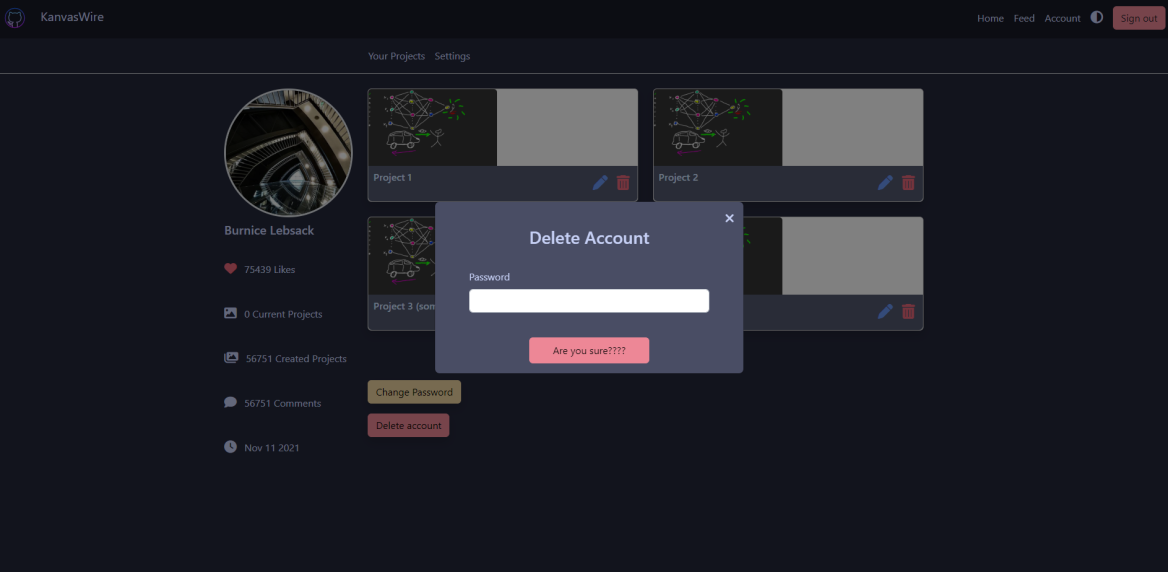 KanvasWire
Home Feed Account Sign out
Your Projects Settings
Project 1
Project 2
Burnice Lebsack
75439 Likes
0 Current Projects
56751 Created Projects
56751 Comments
Nov 11 2021
Project 3 (som
Delete Account
Password
Are you sure????
Change Password
Delete account